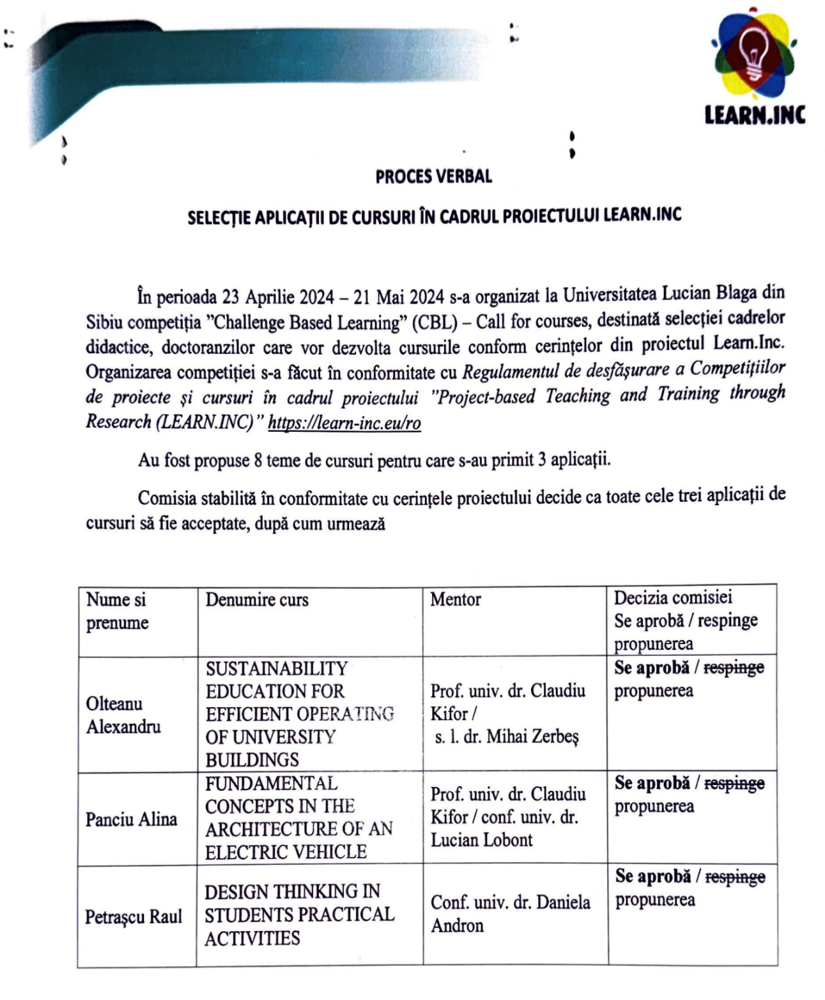 LEARN.INC
PROCES VERBAL
SELECȚIE APLICAȚII DE CURSURI ÎN CADRUL PROIECTULUI LEARN.INC
În perioada 23 Aprilie 2024 – 21 Mai 2024 s-a organizat la Universitatea Lucian Blaga din
Sibiu competiția ”Challenge Based Learning” (CBL) – Call for courses, destinată selecției cadrelor
didactice, doctoranzilor care vor dezvolta cursurile conform cerințelor din proiectul Learn.Inc.
Organizarea competiției s-a făcut în conformitate cu Regulamentul de desfășurare a Competițiilor
de proiecte și cursuri în cadrul proiectului ”Project-based Teaching and Training through
Research (LEARN.INC)” https://learn-inc.eu/ro
Au fost propuse 8 teme de cursuri pentru care s-au primit 3 aplicații.
Comisia stabilită în conformitate cu cerințele proiectului decide ca toate cele trei aplicații de
cursuri să fie acceptate, după cum urmează
Nume si
prenume
Denumire curs
Mentor
Decizia comisiei
Se aprobă / respinge
propunerea
Olteanu
Alexandru
SUSTAINABILITY
EDUCATION FOR
EFFICIENT OPERATING
OF UNIVERSITY
BUILDINGS
Prof. univ. dr. Claudiu
Kifor /
s. l. dr. Mihai Zerbeș
Se aprobă / respinge
propunerea
Panciu Alina
FUNDAMENTAL
CONCEPTS IN THE
ARCHITECTURE OF AN
ELECTRIC VEHICLE
Prof. univ. dr. Claudiu
Kifor / conf. univ. dr.
Lucian Lobont
Se aprobă / respinge
propunerea
Petrașcu Raul
DESIGN THINKING IN
STUDENTS PRACTICAL
ACTIVITIES
Conf. univ. dr. Daniela
Andron
Se aprobă / respinge
propunerea